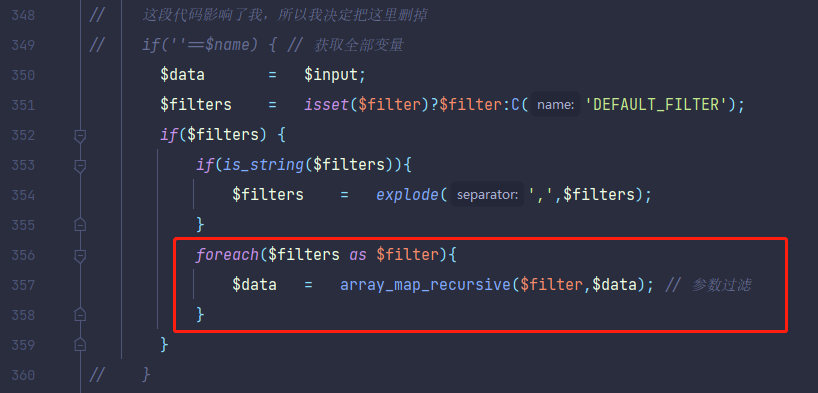 348 // 这段代码影响了我，所以我决定把这里删掉
349 // if(''==$name) { // 获取全部变量
350 $data = $input;
351 $filters = isset($filter)?$filter:C( name: 'DEFAULT_FILTER');
352 if($filters) {
353 if(is_string($filters)){
354 $filters = explode( separator: ',',$filters);
355 }
356 foreach($filters as $filter){
357 $data = array_map_recursive($filter,$data); // 参数过滤
358 }
359 }
360 // }